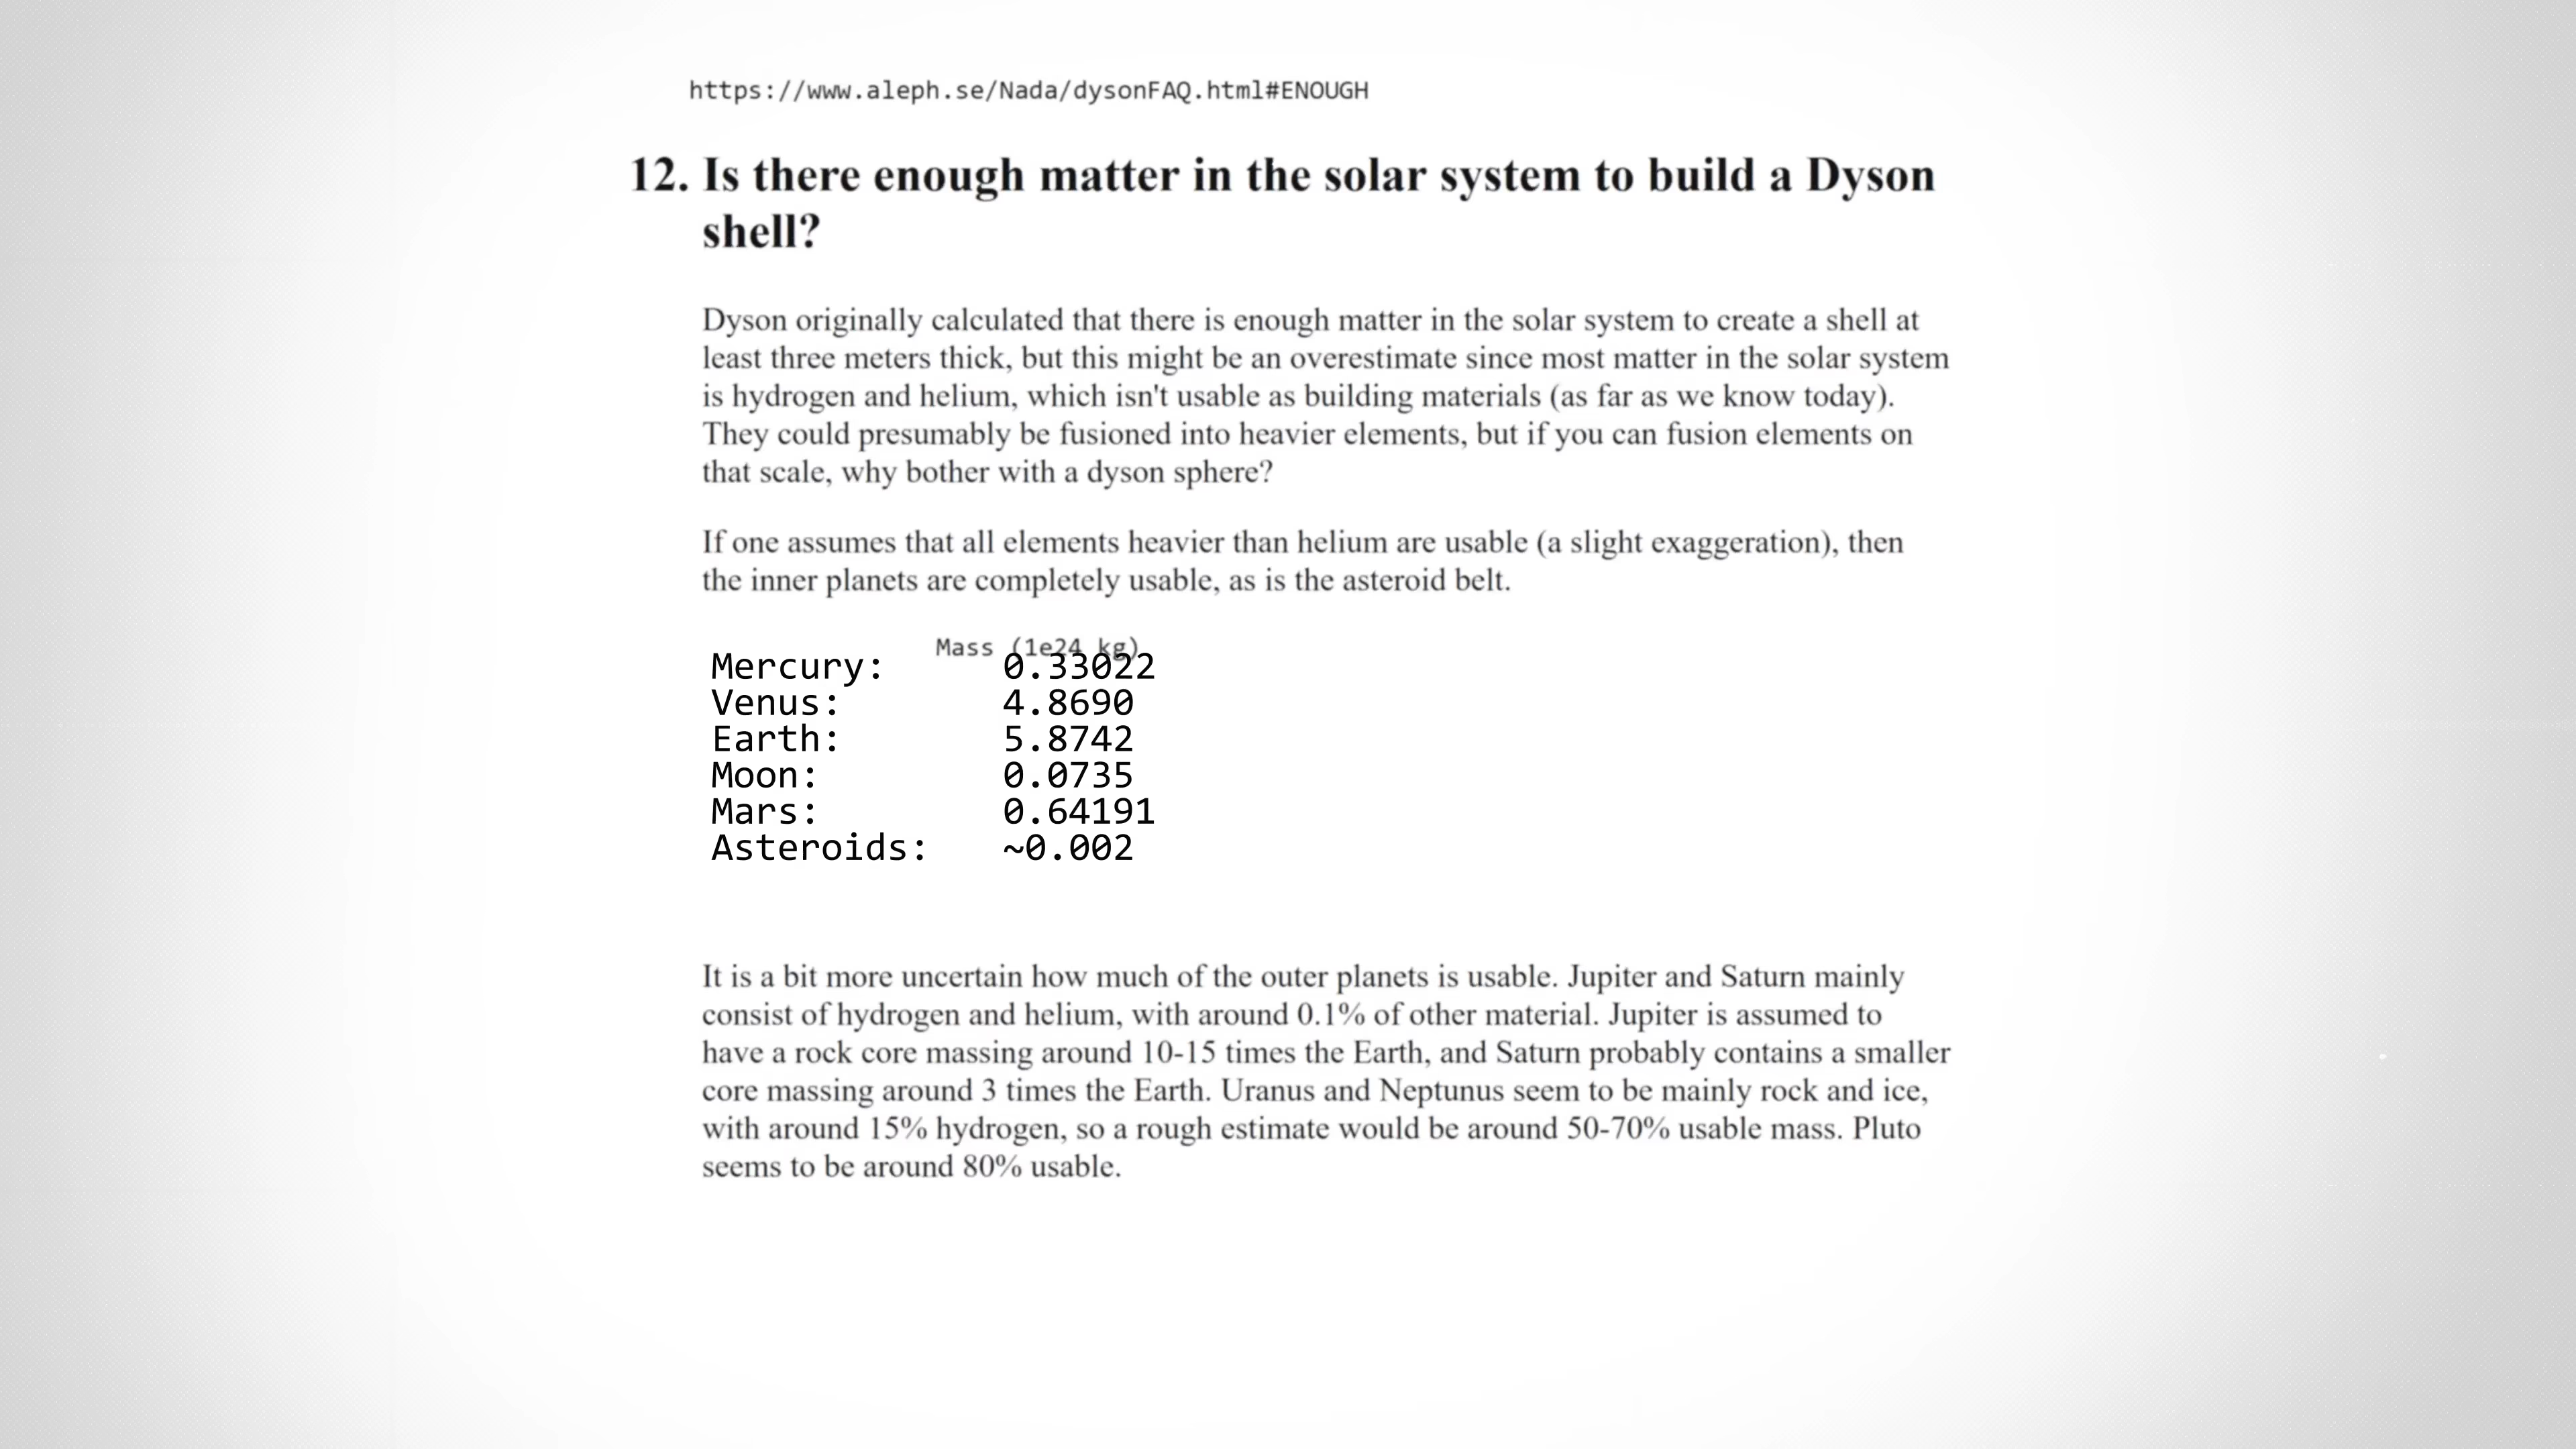 https://www.aleph.se/Nada/dysonFAQ.html#ENOUGH
12. Is there enough matter in the solar system to build a Dyson
shell?
Dyson originally calculated that there is enough matter in the solar system to create a shell at
least three meters thick, but this might be an overestimate since most matter in the solar system
is hydrogen and helium, which isn't usable as building materials (as far as we know today).
They could presumably be fusioned into heavier elements, but if you can fusion elements on
that scale, why bother with a dyson sphere?
If one assumes that all elements heavier than helium are usable (a slight exaggeration), then
the inner planets are completely usable, as is the asteroid belt.
Mass (1e24 kg)
Mercury: 0.33022
Venus: 4.8690
Earth: 5.8742
Moon: 0.0735
Mars: 0.64191
Asteroids: ~0.002
It is a bit more uncertain how much of the outer planets is usable. Jupiter and Saturn mainly
consist of hydrogen and helium, with around 0.1% of other material. Jupiter is assumed to
have a rock core massing around 10-15 times the Earth, and Saturn probably contains a smaller
core massing around 3 times the Earth. Uranus and Neptunus seem to be mainly rock and ice,
with around 15% hydrogen, so a rough estimate would be around 50-70% usable mass. Pluto
seems to be around 80% usable.